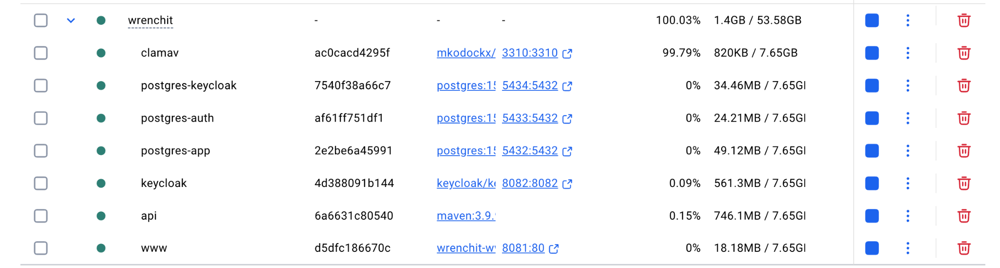 wrenchit - - - 100.03% 1.4GB / 53.58GB
clamav ac0cacd4295f mkodockx/ 3310:3310 99.79% 820KB / 7.65GB
postgres-keycloak 7540f38a66c7 postgres:15 5434:5432 0% 34.46MB / 7.65G
postgres-auth af61ff751df1 postgres:15 5433:5432 0% 24.21MB / 7.65G
postgres-app 2e2be6a45991 postgres:15 5432:5432 0% 49.12MB / 7.65G
keycloak 4d388091b144 keycloak/ke 8082:8082 0.09% 561.3MB / 7.65G
api 6a6631c80540 maven:3.9. 0.15% 746.1MB / 7.65G
www d5dfc186670c wrenchit-w 8081:80 0% 18.18MB / 7.65G